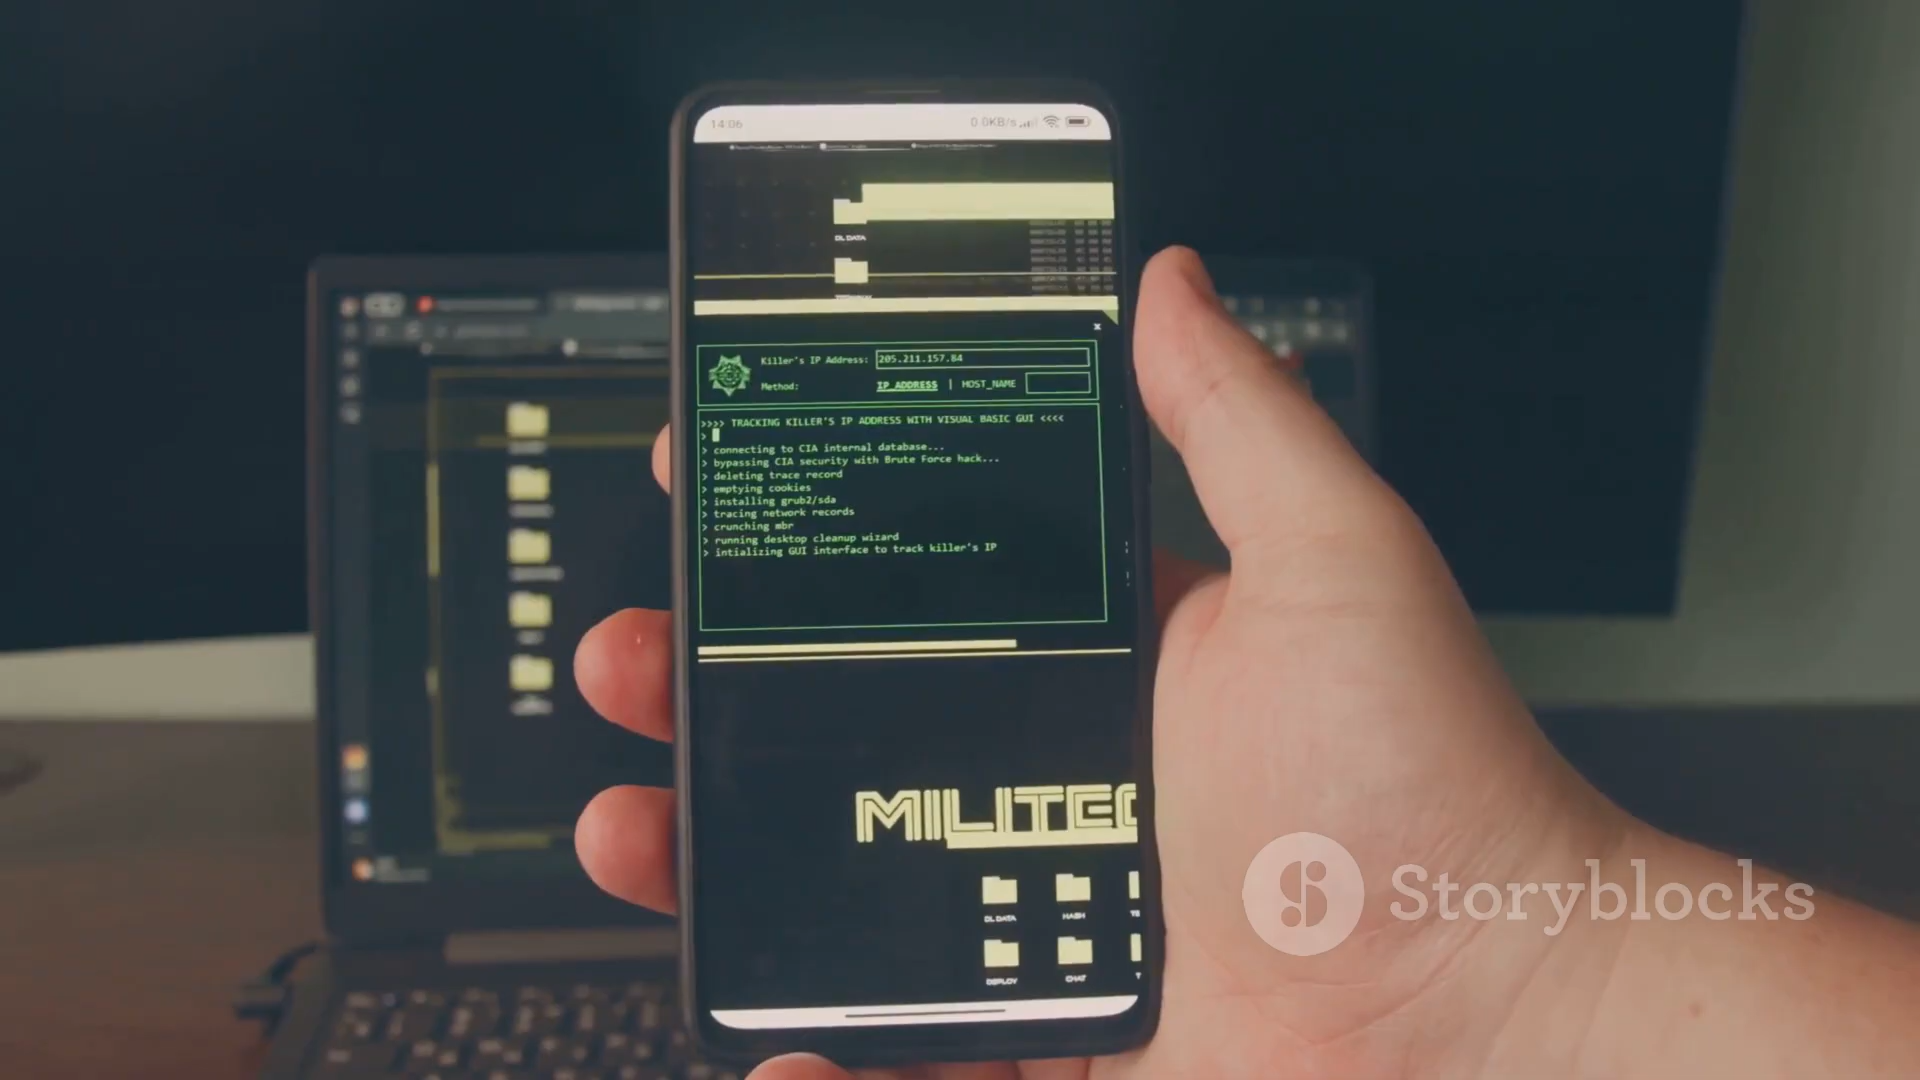 14:06 0.0KB/s
DL DATA
x
Killer's IP Address: 205.211.157.84
Method: IP_ADDRESS | HOST_NAME
>>>> TRACKING KILLER'S IP ADDRESS WITH VISUAL BASIC GUI <<<<
>
> connecting to CIA internal database...
> bypassing CIA security with Brute Force hack...
> deleting trace record
> emptying cookies
> installing grub2/sda
> tracing network records
> crunching mbr
> running desktop cleanup wizard
> intializing GUI interface to track killer's IP
MILITEC
DL DATA HASH
DEPLOY CHAT
Storyblocks